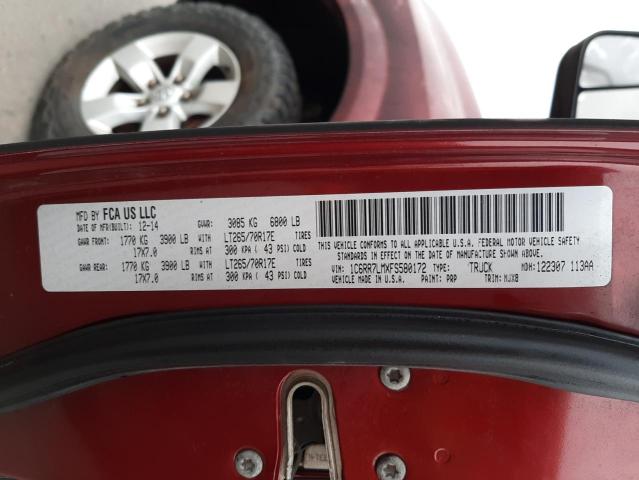 MFD BY FCA US LLC
DATE OF MFR(BUILT): 12-14 GVWR: 3085 KG 6800 LB
GAWR FRONT: 1770 KG 3900 LB WITH LT265/70R17E TIRES
17X7.0 RIMS AT 300 KPA ( 43 PSI) COLD
GAWR REAR: 1770 KG 3900 LB WITH LT265/70R17E TIRES
17X7.0 RIMS AT 300 KPA ( 43 PSI) COLD
THIS VEHICLE CONFORMS TO ALL APPLICABLE U.S.A. FEDERAL MOTOR VEHICLE SAFETY
STANDARDS IN EFFECT ON THE DATE OF MANUFACTURE SHOWN ABOVE.
VIN: 1C6RR7LMXFS580172 TYPE: TRUCK MDH: 122307 113AA
VEHICLE MADE IN U.S.A. PAINT: PRP TRIM: MJX8